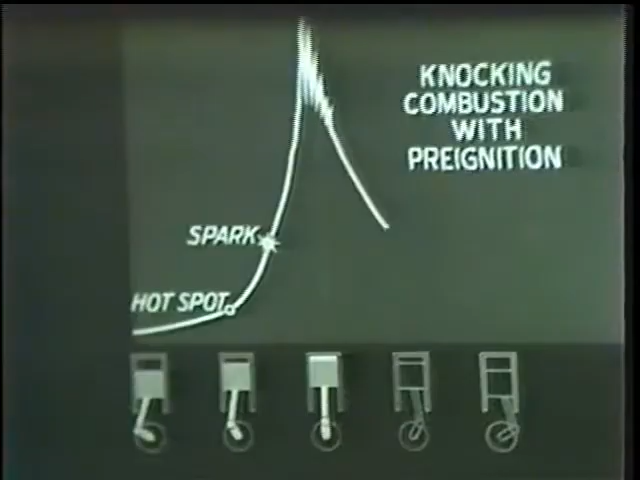 KNOCKING
COMBUSTION
WITH
PREIGNITION
SPARK
HOT SPOT